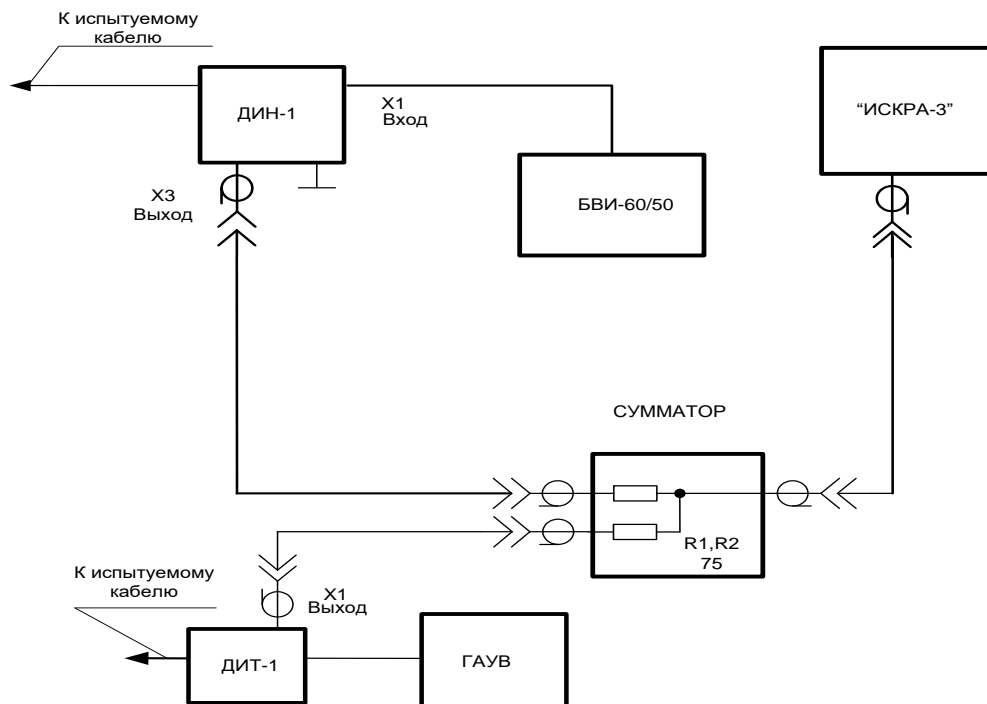 К испытуемому
кабелю
ДИН-1
X1
Вход
“ИСКРА-3”
БВИ-60/50
X3
Выход
СУММАТОР
R1,R2
75
К испытуемому
кабелю
X1
Выход
ДИТ-1
ГАУВ